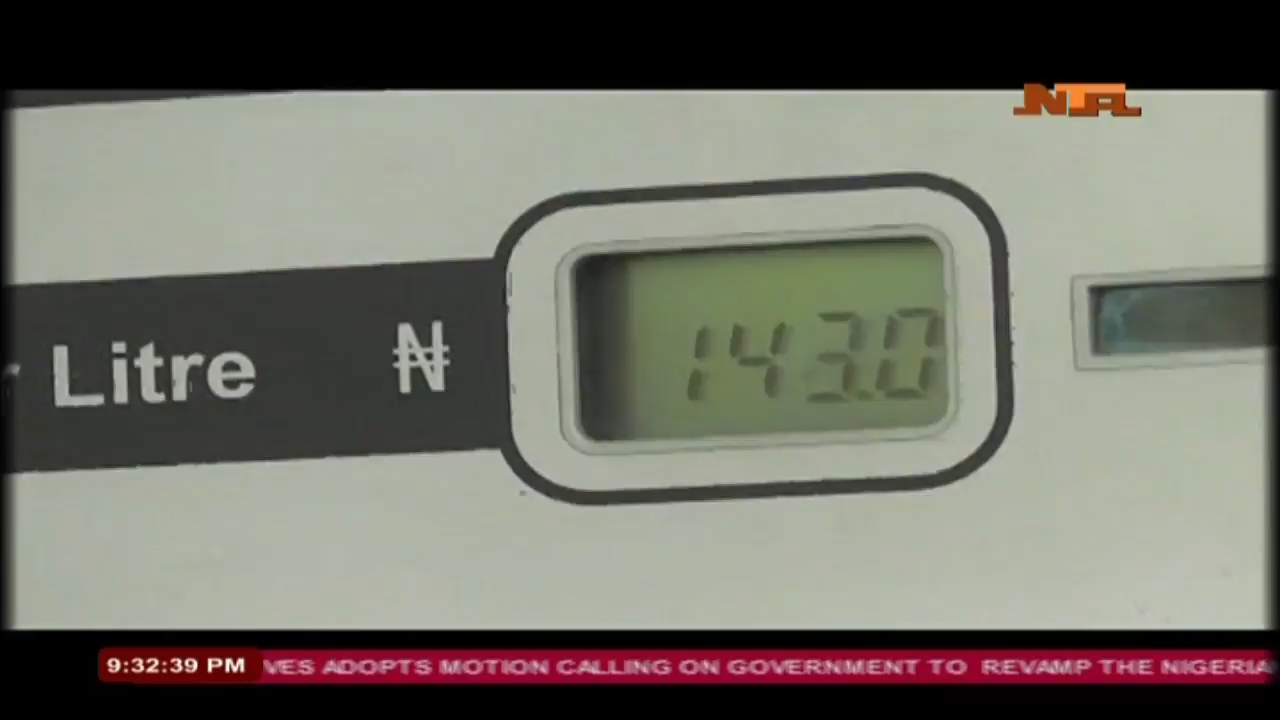 NTA
Litre ₦ 143.0
9:32:39 PM VES ADOPTS MOTION CALLING ON GOVERNMENT TO REVAMP THE NIGERIA